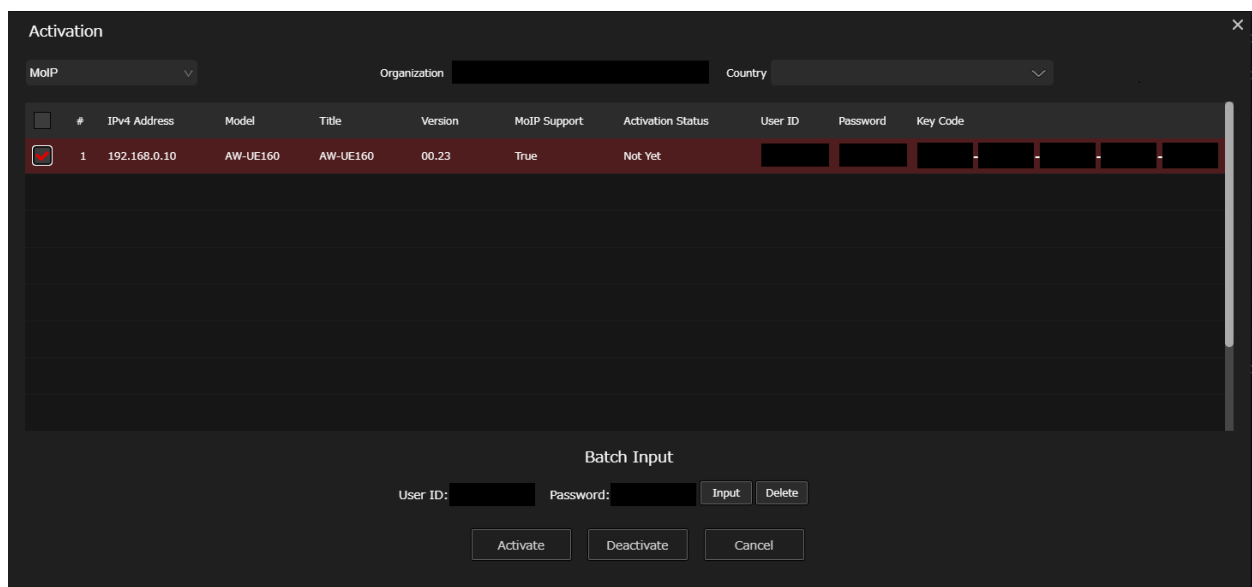 Activation
MoIP Organization Country
# IPv4 Address Model Title Version MoIP Support Activation Status User ID Password Key Code
1 192.168.0.10 AW-UE160 AW-UE160 00.23 True Not Yet - - - -
Batch Input
User ID: Password: Input Delete
Activate Deactivate Cancel